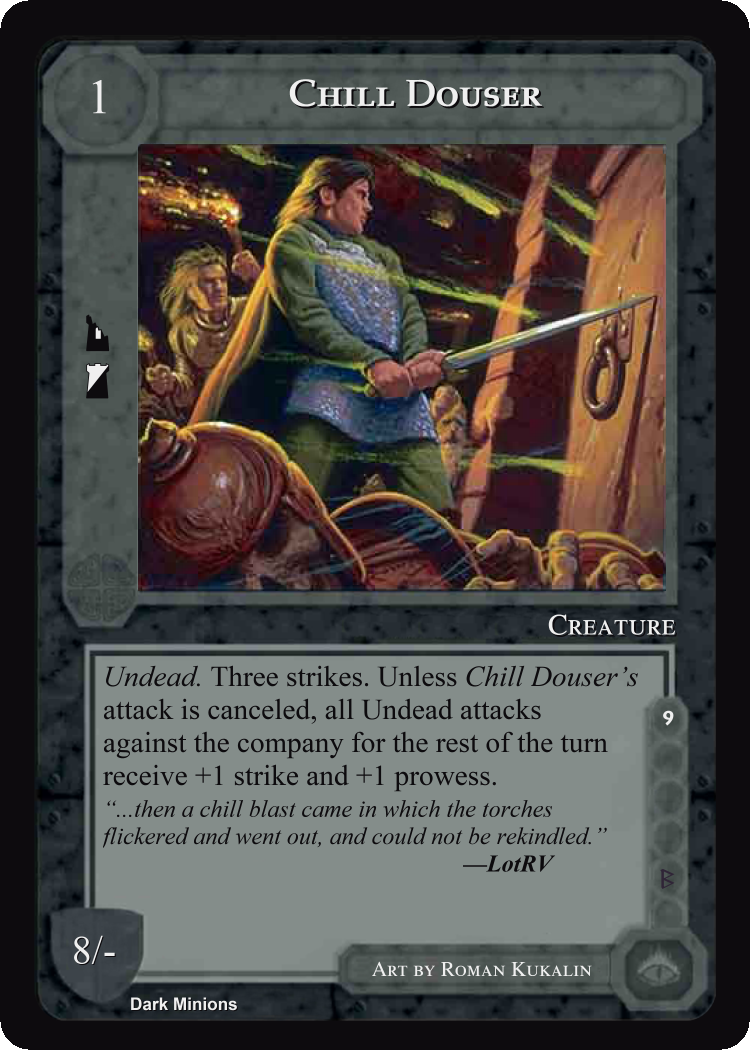 1
Chill Douser
Creature
Undead. Three strikes. Unless Chill Douser's
attack is canceled, all Undead attacks
against the company for the rest of the turn
receive +1 strike and +1 prowess.
"...then a chill blast came in which the torches
flickered and went out, and could not be rekindled."
—LotRV
9
ᛒ
8/-
Art by Roman Kukalin
Dark Minions